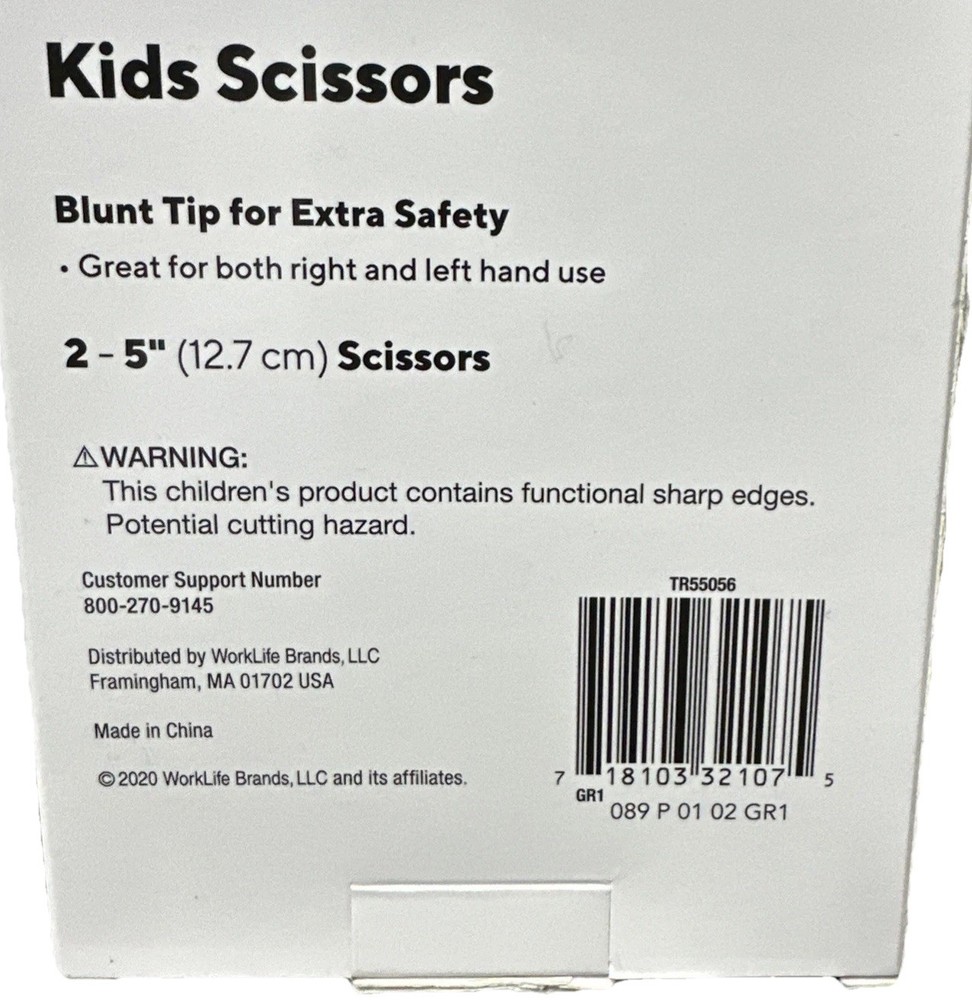 Kids Scissors
Blunt Tip for Extra Safety
• Great for both right and left hand use
2 - 5" (12.7 cm) Scissors
⚠WARNING:
This children's product contains functional sharp edges.
Potential cutting hazard.
Customer Support Number
800-270-9145
Distributed by WorkLife Brands, LLC
Framingham, MA 01702 USA
Made in China
©2020 WorkLife Brands, LLC and its affiliates.
TR55056
7 18103 32107 5
GR1
089 P 01 02 GR1